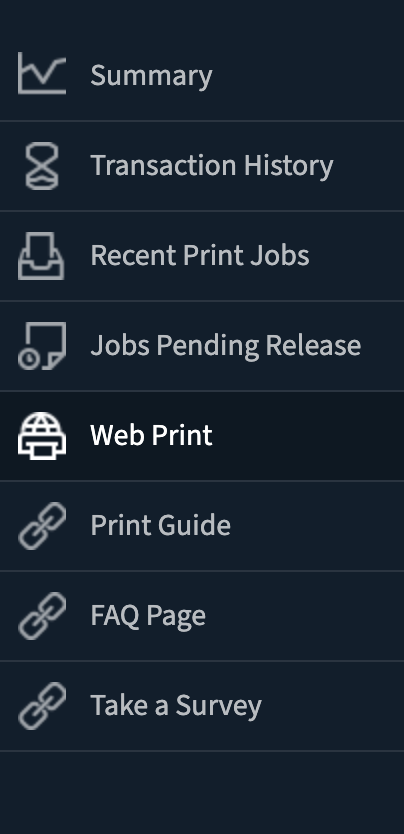 Summary
Transaction History
Recent Print Jobs
Jobs Pending Release
Web Print
Print Guide
FAQ Page
Take a Survey